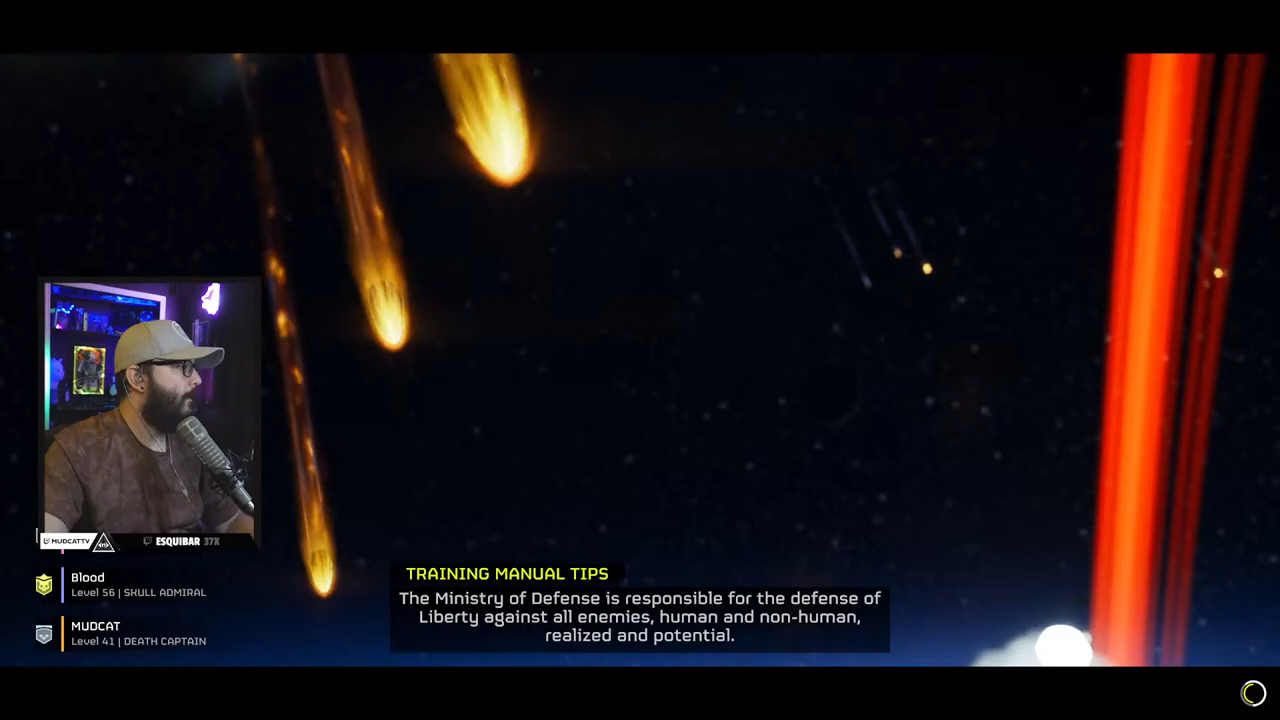 MUDCATTV
ESQUIBAR 37X
Blood
Level 56 | SKULL ADMIRAL
MUDCAT
Level 41 | DEATH CAPTAIN
TRAINING MANUAL TIPS
The Ministry of Defense is responsible for the defense of
Liberty against all enemies, human and non-human,
realized and potential.